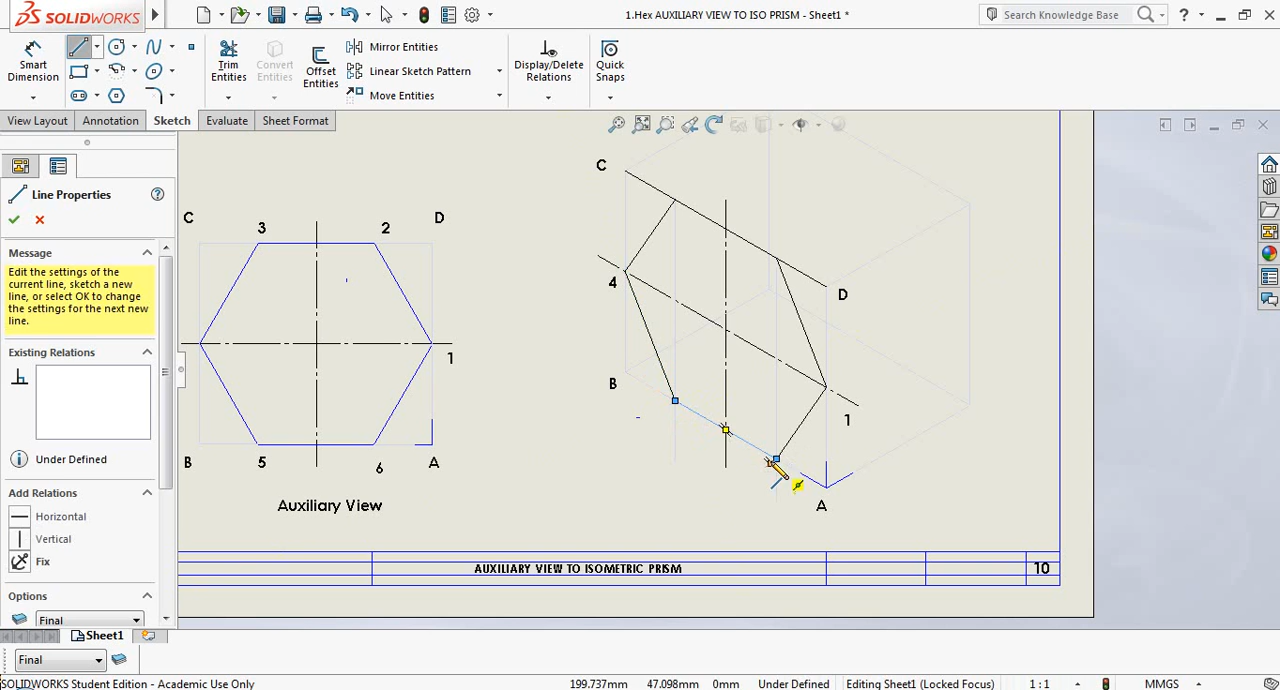 SOLIDWORKS
1.Hex AUXILIARY VIEW TO ISO PRISM - Sheet1 *
Search Knowledge Base
?
Smart Dimension
Trim Entities
Convert Entities
Offset Entities
Mirror Entities
Linear Sketch Pattern
Move Entities
Display/Delete Relations
Quick Snaps
View Layout
Annotation
Sketch
Evaluate
Sheet Format
Line Properties
?
Message
Edit the settings of the
current line, sketch a new
line, or select OK to change
the settings for the next new
line.
Existing Relations
Under Defined
Add Relations
Horizontal
Vertical
Fix
Options
Final
C
3
2
D
1
B
5
6
A
Auxiliary View
C
4
D
B
1
A
AUXILIARY VIEW TO ISOMETRIC PRISM
10
Sheet1
Final
SOLIDWORKS Student Edition - Academic Use Only
199.737mm
47.098mm
0mm
Under Defined
Editing Sheet1 (Locked Focus)
1 : 1
MMGS